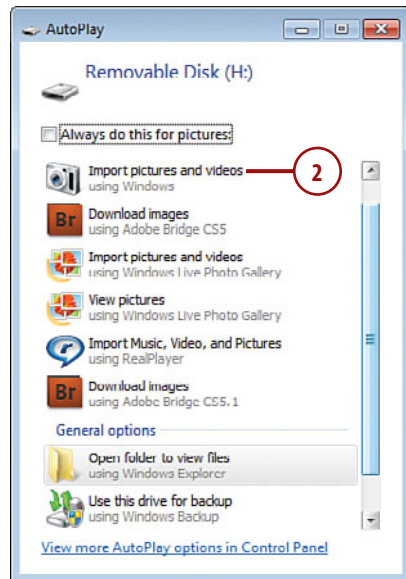 AutoPlay
Removable Disk (H:)
Always do this for pictures:
Import pictures and videos
2
using Windows
Br
Download images
using Adobe Bridge CS5
Import pictures and videos
using Windows Live Photo Gallery
View pictures
using Windows Live Photo Gallery
Import Music, Video, and Pictures
using RealPlayer
Br
Download images
using Adobe Bridge CS5.1
General options
Open folder to view files
using Windows Explorer
Use this drive for backup
using Windows Backup
View more AutoPlay options in Control Panel